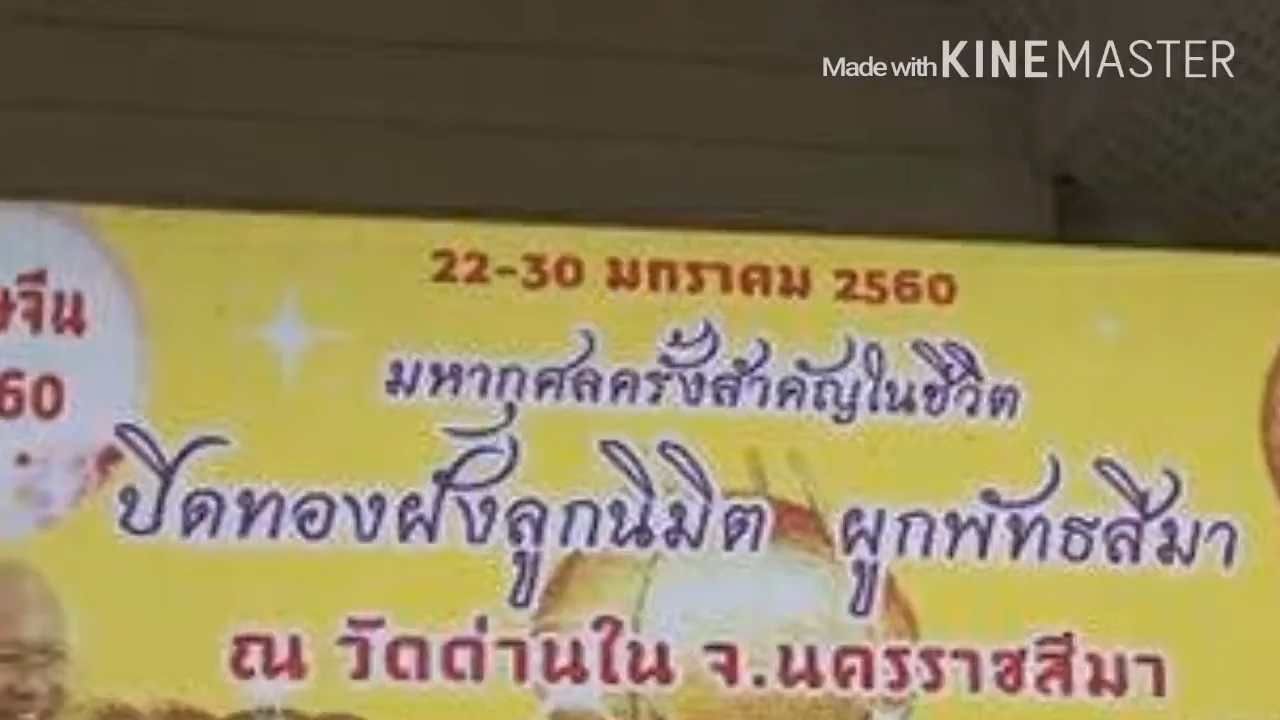 Made with KINEMASTER
22-30 มกราคม 2560
จีน
60
มหากุศลครั้งสำคัญในชีวิต
ปิดทองฝังลูกนิมิต ผูกพัทธสีมา
ณ วัดด่านใน จ.นครราชสีมา